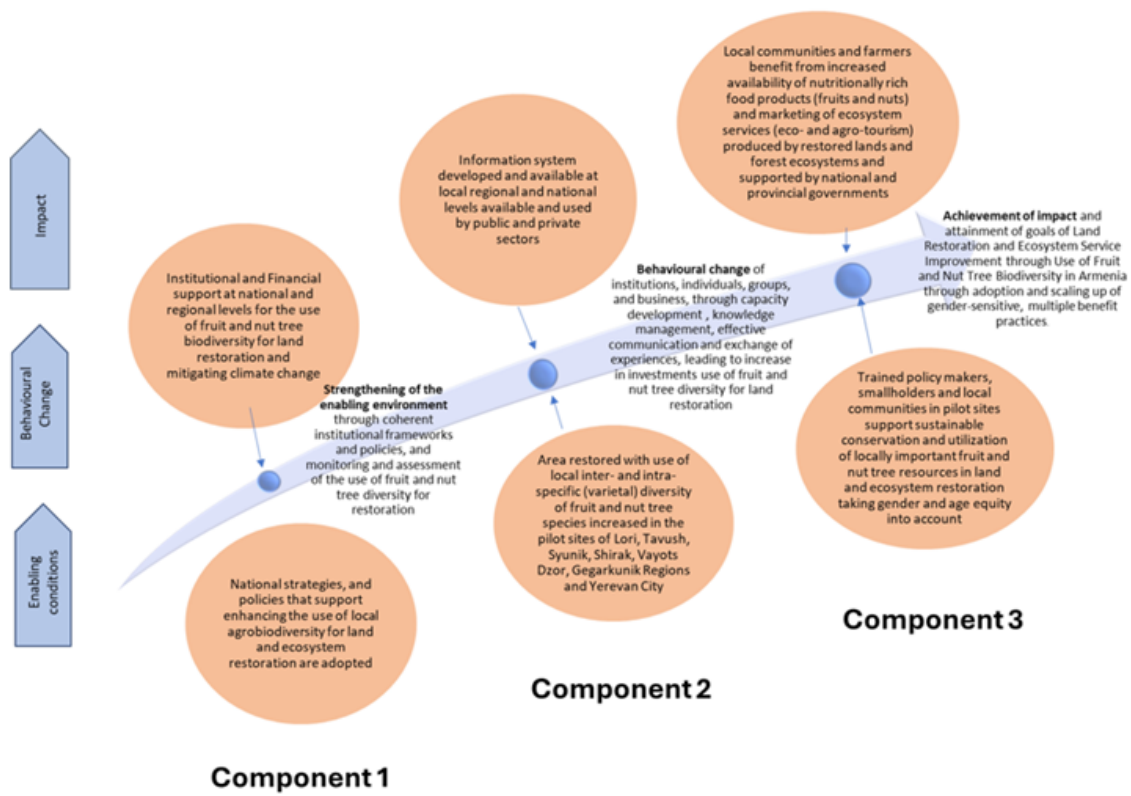 Impact
Behavioural
Change
Enabling
conditions
Institutional and Financial
support at national and
regional levels for the use
of fruit and nut tree
biodiversity for land
restoration and
mitigating climate change
National strategies, and
policies that support
enhancing the use of local
agrobiodiversity for land
and ecosystem
restoration are adopted
Component 1
Strengthening of the
enabling environment
through coherent
institutional frameworks
and policies, and
monitoring and assessment
of the use of fruit and nut
tree diversity for
restoration
Information system
developed and available at
local regional and national
levels available and used
by public and private
sectors
Area restored with use of
local inter- and intra-
specific (varietal) diversity
of fruit and nut tree
species increased in the
pilot sites of Lori, Tavush,
Syunik, Shirak, Vayots
Dzor, Gegarkunik Regions
and Yerevan City
Component 2
Behavioural change of
institutions, individuals, groups,
and business, through capacity
development , knowledge
management, effective
communication and exchange of
experiences, leading to increase
in investments use of fruit and
nut tree diversity for land
restoration
Local communities and farmers
benefit from increased
availability of nutritionally rich
food products (fruits and nuts)
and marketing of ecosystem
services (eco- and agro-tourism)
produced by restored lands and
forest ecosystems and
supported by national and
provincial governments
Trained policy makers,
smallholders and local
communities in pilot sites
support sustainable
conservation and utilization
of locally important fruit and
nut tree resources in land
and ecosystem restoration
taking gender and age equity
into account
Component 3
Achievement of impact and
attainment of goals of Land
Restoration and Ecosystem Service
Improvement through Use of Fruit
and Nut Tree Biodiversity in Armenia
through adoption and scaling up of
gender-sensitive, multiple benefit
practices